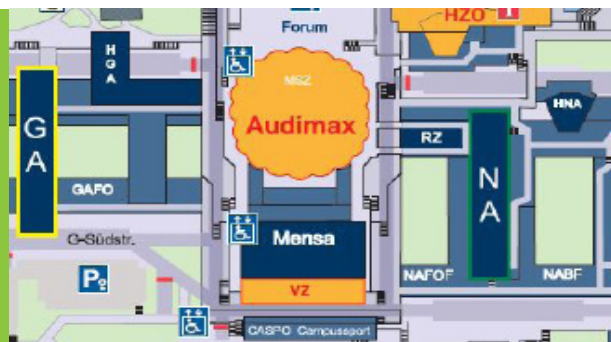 HZO
Forum
HGA
MSZ
Audimax
HNA
GA
RZ
NA
GAFO
Mensa
G-Südstr.
NAFOF
NABF
P
VZ
CASPO Campussport